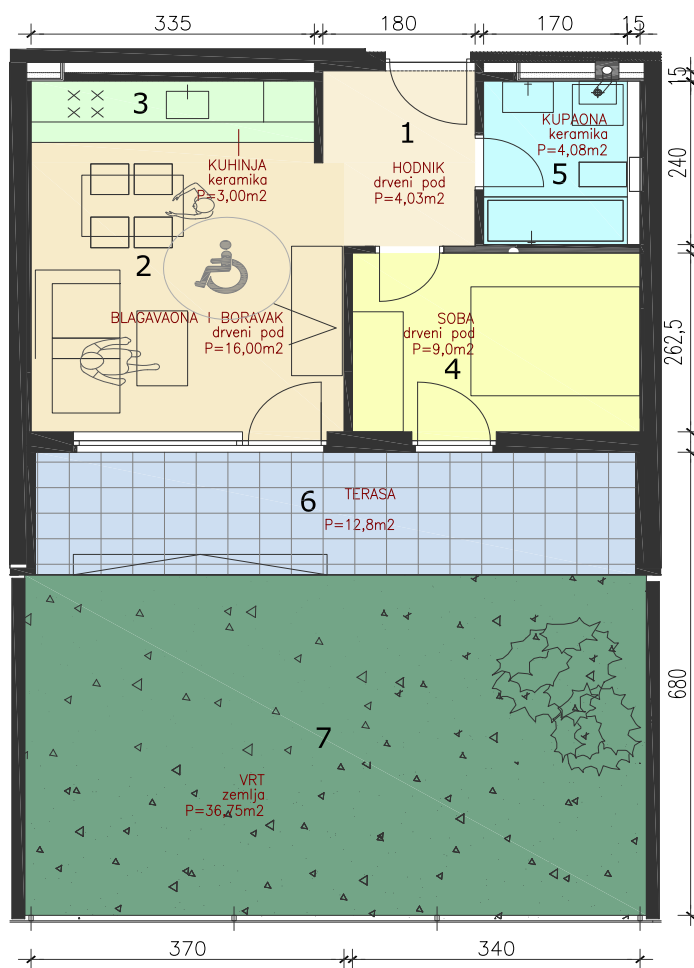 335
180
170
15
15
3
1
KUPAONA
keramika
P=4,08m2
240
KUHINJA
keramika
P=3,00m2
HODNIK
drveni pod
P=4,03m2
5
2
BLAGAVAONA I BORAVAK
drveni pod
P=16,00m2
SOBA
drveni pod
P=9,0m2
262,5
4
6
TERASA
P=12,8m2
680
7
VRT
zemlja
P=36,75m2
370
340